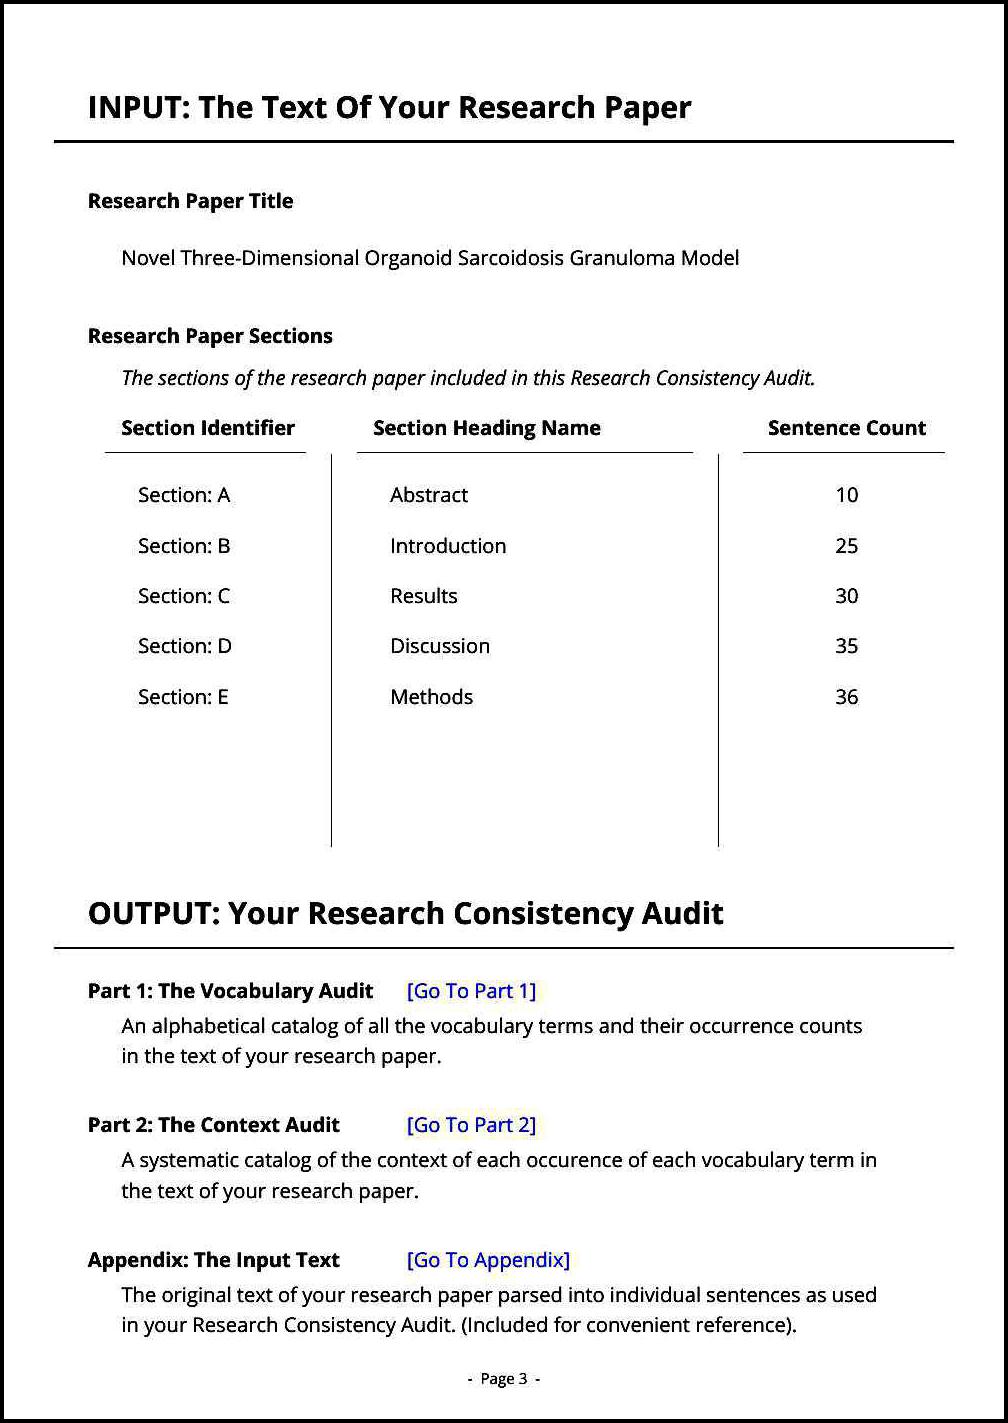 INPUT: The Text Of Your Research Paper
Research Paper Title
Novel Three-Dimensional Organoid Sarcoidosis Granuloma Model
Research Paper Sections
The sections of the research paper included in this Research Consistency Audit.
Section Identifier Section Heading Name Sentence Count
Section: A Abstract 10
Section: B Introduction 25
Section: C Results 30
Section: D Discussion 35
Section: E Methods 36
OUTPUT: Your Research Consistency Audit
Part 1: The Vocabulary Audit [Go To Part 1]
An alphabetical catalog of all the vocabulary terms and their occurrence counts
in the text of your research paper.
Part 2: The Context Audit [Go To Part 2]
A systematic catalog of the context of each occurence of each vocabulary term in
the text of your research paper.
Appendix: The Input Text [Go To Appendix]
The original text of your research paper parsed into individual sentences as used
in your Research Consistency Audit. (Included for convenient reference).
- Page 3 -